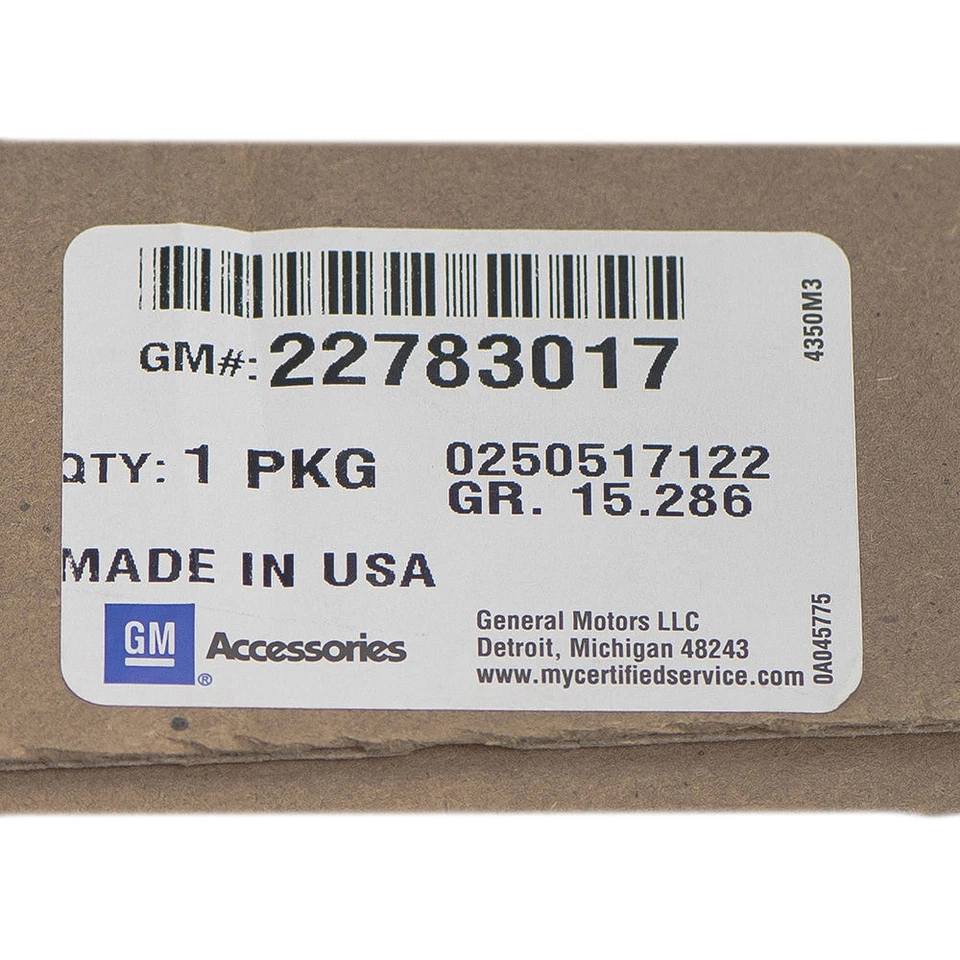 GM#: 22783017
QTY: 1 PKG
0250517122
GR. 15.286
MADE IN USA
GM
Accessories
®
General Motors LLC
Detroit, Michigan 48243
www.mycertifiedservice.com
4350M3
0A045775